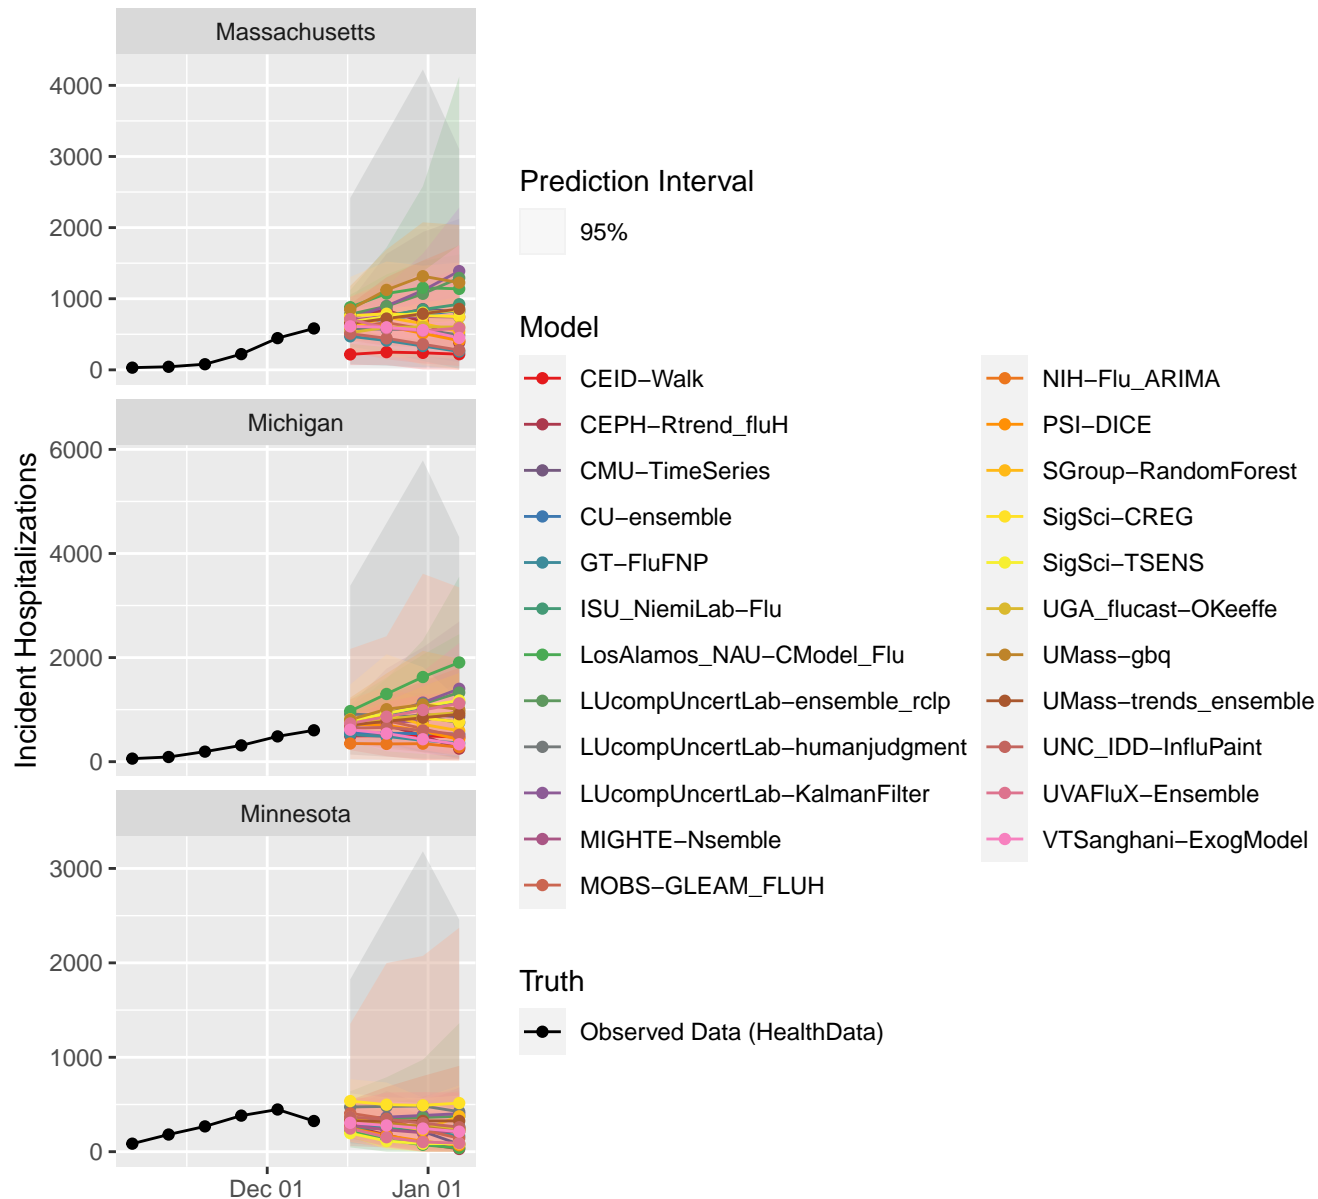 Massachusetts
4000
3000
2000
1000
0
Michigan
6000
4000
2000
0
Minnesota
3000
2000
1000
0
Dec 01
Jan 01
Incident Hospitalizations
Prediction Interval
95%
Model
CEID−Walk
CEPH−Rtrend_fluH
CMU−TimeSeries
CU−ensemble
GT−FluFNP
ISU_NiemiLab−Flu
LosAlamos_NAU−CModel_Flu
LUcompUncertLab−ensemble_rclp
LUcompUncertLab−humanjudgment
LUcompUncertLab−KalmanFilter
MIGHTE−Nsemble
MOBS−GLEAM_FLUH
NIH−Flu_ARIMA
PSI−DICE
SGroup−RandomForest
SigSci−CREG
SigSci−TSENS
UGA_flucast−OKeeffe
UMass−gbq
UMass−trends_ensemble
UNC_IDD−InfluPaint
UVAFluX−Ensemble
VTSanghani−ExogModel
Truth
Observed Data (HealthData)